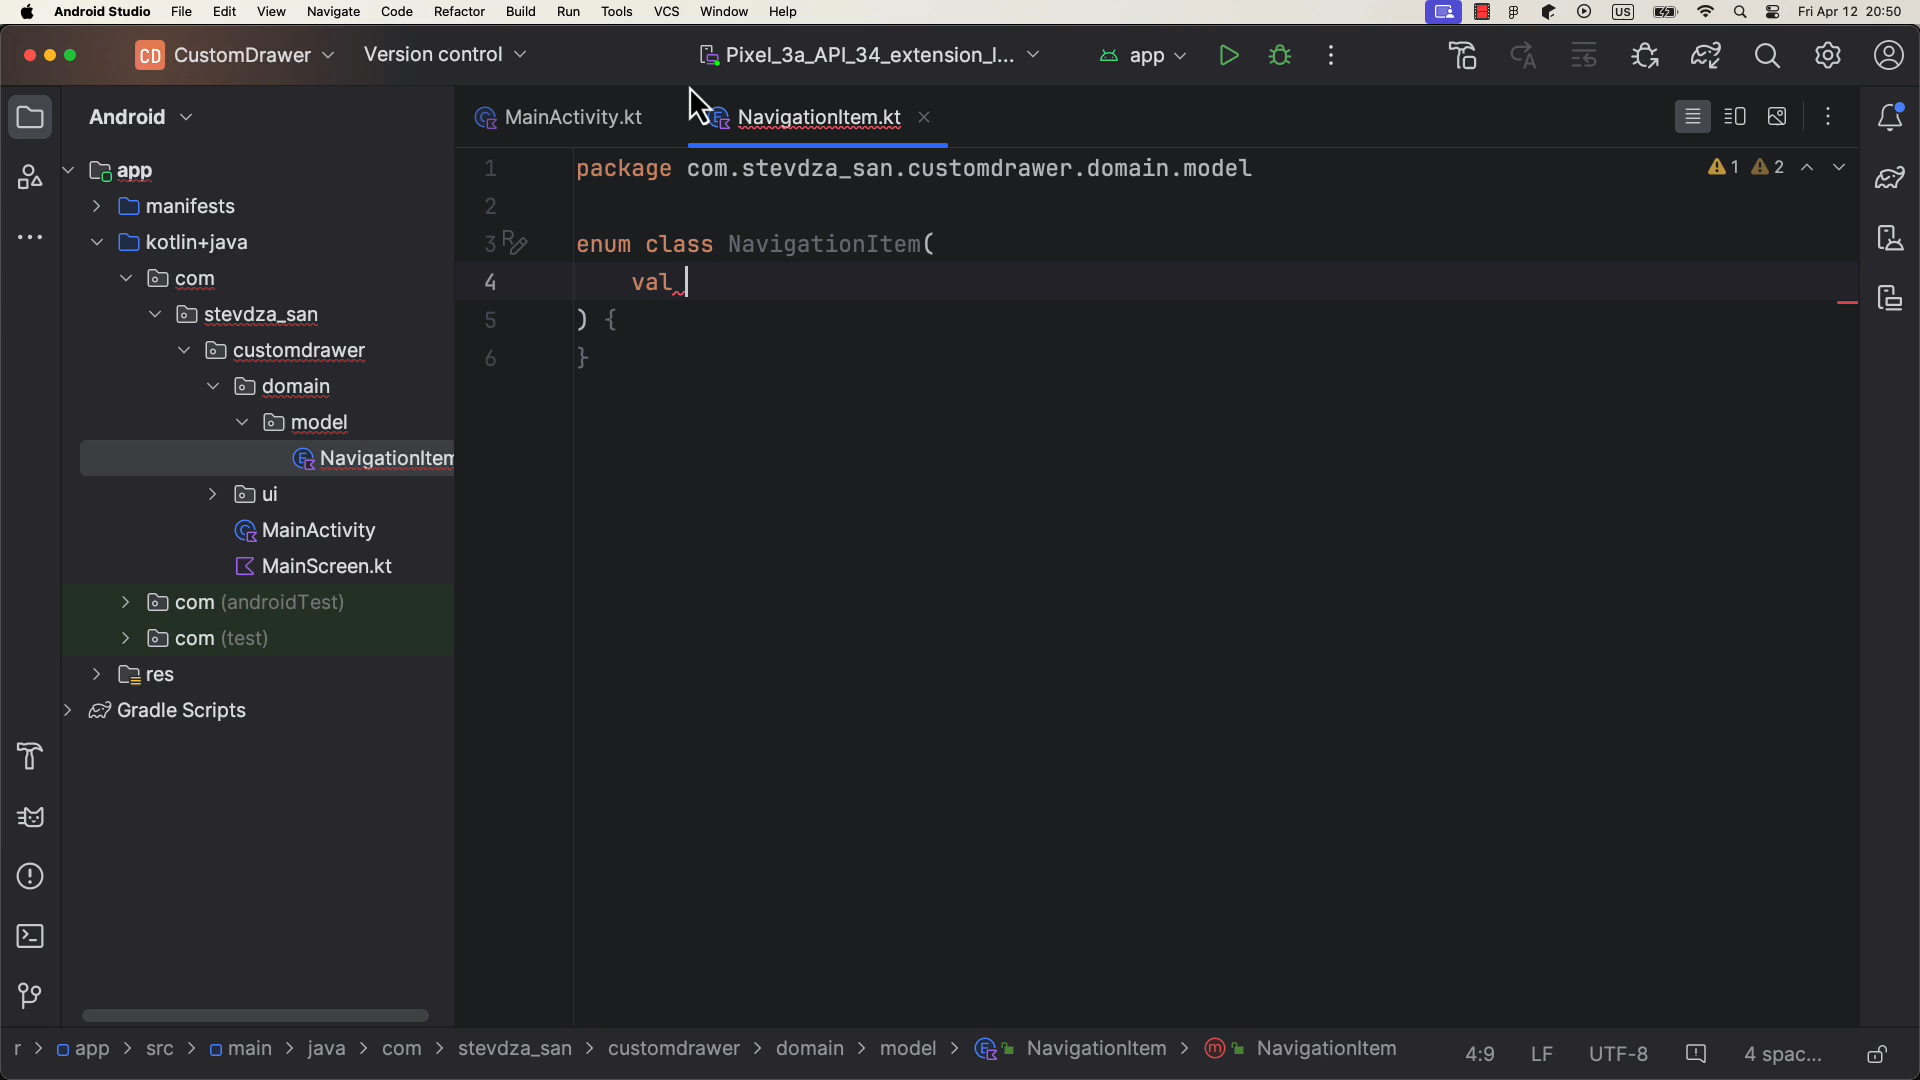 Android Studio File Edit View Navigate Code Refactor Build Run Tools VCS Window Help US Fri Apr 12 20:50
CD CustomDrawer Version control Pixel_3a_API_34_extension_l... app
Android
MainActivity.kt NavigationItem.kt
app
manifests
kotlin+java
com
stevdza_san
customdrawer
domain
model
NavigationItem
ui
MainActivity
MainScreen.kt
com (androidTest)
com (test)
res
Gradle Scripts
1 package com.stevdza_san.customdrawer.domain.model 1 2
2
3 enum class NavigationItem(
4 val
5 ) {
6 }
r > app > src > main > java > com > stevdza_san > customdrawer > domain > model > NavigationItem > NavigationItem 4:9 LF UTF-8 4 spac...